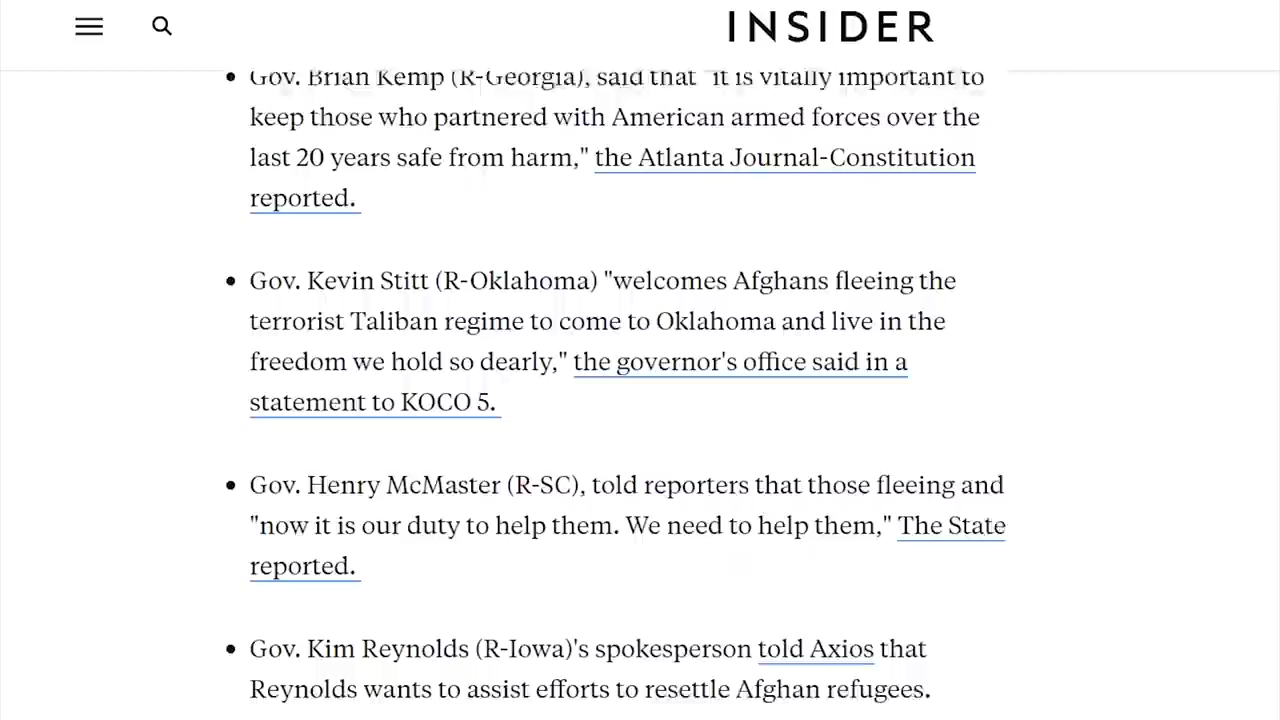 INSIDER
Gov. Brian Kemp (R-Georgia), said that "it is vitally important to
keep those who partnered with American armed forces over the
last 20 years safe from harm," the Atlanta Journal-Constitution
reported.
Gov. Kevin Stitt (R-Oklahoma) "welcomes Afghans fleeing the
terrorist Taliban regime to come to Oklahoma and live in the
freedom we hold so dearly," the governor's office said in a
statement to KOCO 5.
Gov. Henry McMaster (R-SC), told reporters that those fleeing and
"now it is our duty to help them. We need to help them," The State
reported.
Gov. Kim Reynolds (R-Iowa)'s spokesperson told Axios that
Reynolds wants to assist efforts to resettle Afghan refugees.